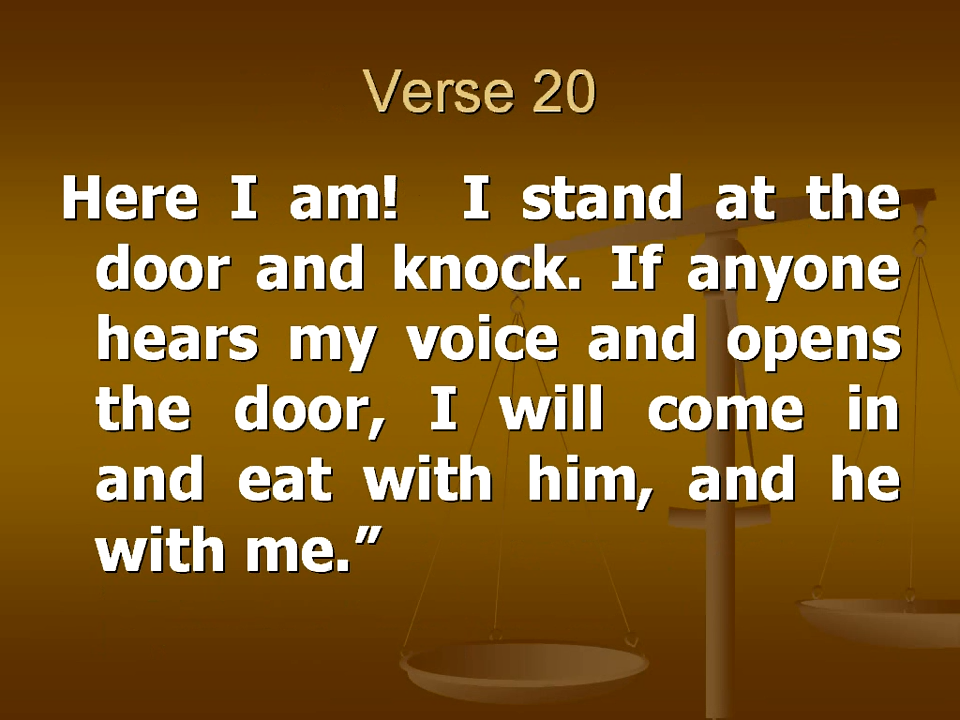 Verse 20
Here I am! I stand at the
door and knock. If anyone
hears my voice and opens
the door, I will come in
and eat with him, and he
with me.”